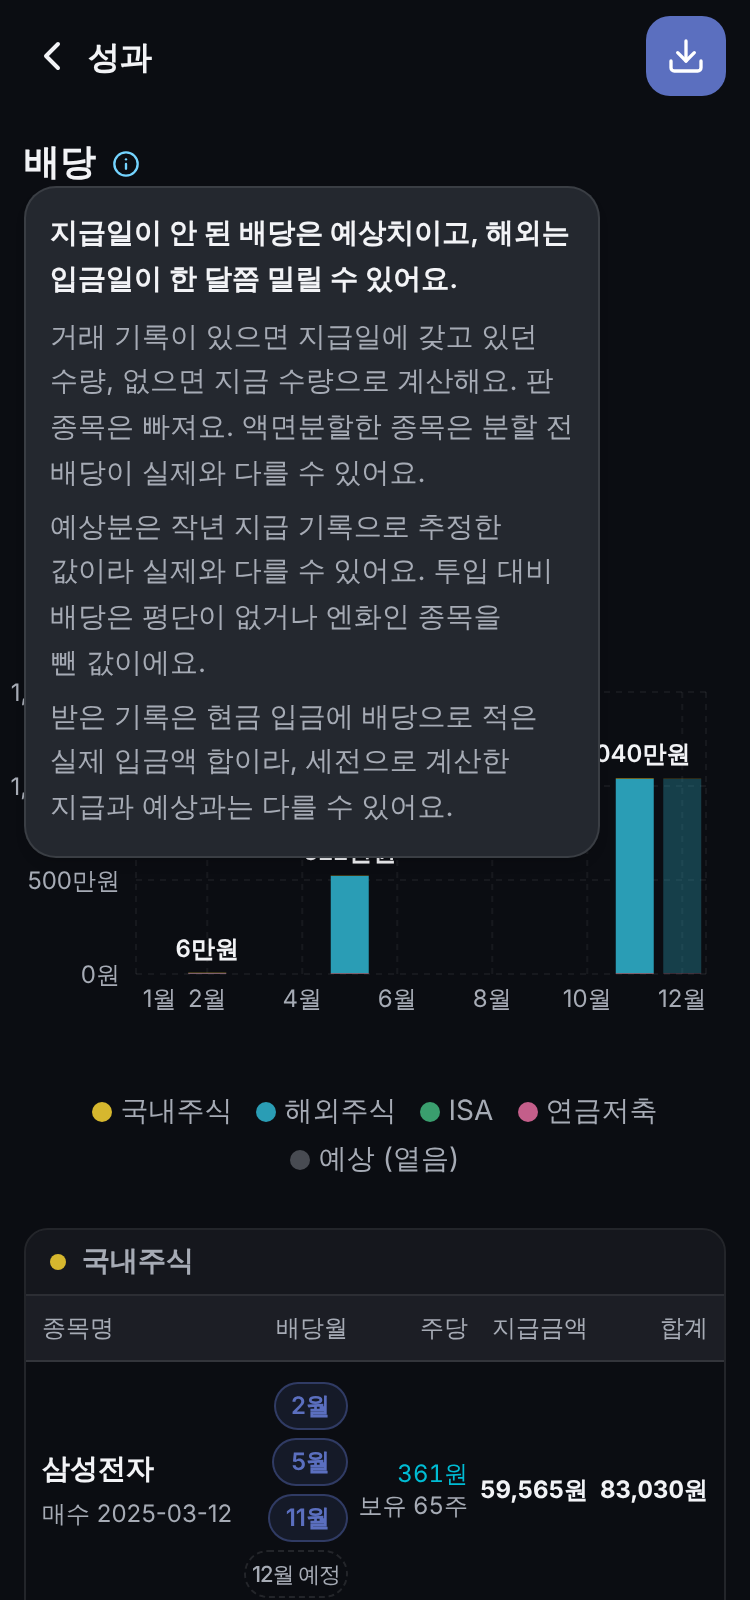 성과
배당
지급일이 안 된 배당은 예상치이고, 해외는
입금일이 한 달쯤 밀릴 수 있어요.
거래 기록이 있으면 지급일에 갖고 있던
수량, 없으면 지금 수량으로 계산해요. 판
종목은 빠져요. 액면분할한 종목은 분할 전
배당이 실제와 다를 수 있어요.
예상분은 작년 지급 기록으로 추정한
값이라 실제와 다를 수 있어요. 투입 대비
배당은 평단이 없거나 엔화인 종목을
뺀 값이에요.
받은 기록은 현금 입금에 배당으로 적은
실제 입금액 합이라, 세전으로 계산한
지급과 예상과는 다를 수 있어요.
1,
040만원
1,
500만원
6만원
0원
1월 2월 4월 6월 8월 10월 12월
국내주식 해외주식 ISA 연금저축
예상 (옅음)
국내주식
종목명 배당월 주당 지급금액 합계
2월
5월
11월
12월 예정
삼성전자
매수 2025-03-12
361원
보유 65주
59,565원 83,030원